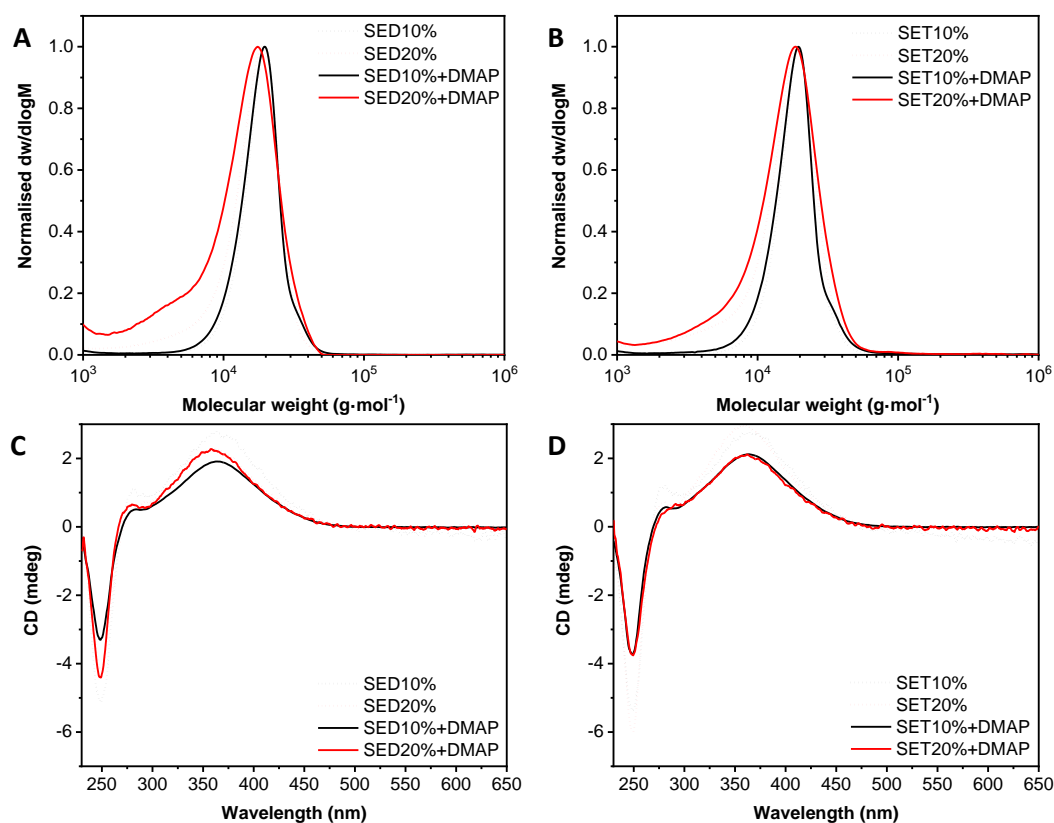 A
SED10%
SED20%
SED10%+DMAP
SED20%+DMAP
Normalised dw/dlogM
1.0
0.8
0.6
0.4
0.2
0.0
10³ 10⁴ 10⁵ 10⁶
Molecular weight (g·mol⁻¹)
B
SET10%
SET20%
SET10%+DMAP
SET20%+DMAP
Normalised dw/dlogM
1.0
0.8
0.6
0.4
0.2
0.0
10³ 10⁴ 10⁵ 10⁶
Molecular weight (g·mol⁻¹)
C
CD (mdeg)
2
0
-2
-4
-6
SED10%
SED20%
SED10%+DMAP
SED20%+DMAP
250 300 350 400 450 500 550 600 650
Wavelength (nm)
D
CD (mdeg)
2
0
-2
-4
-6
SET10%
SET20%
SET10%+DMAP
SET20%+DMAP
250 300 350 400 450 500 550 600 650
Wavelength (nm)